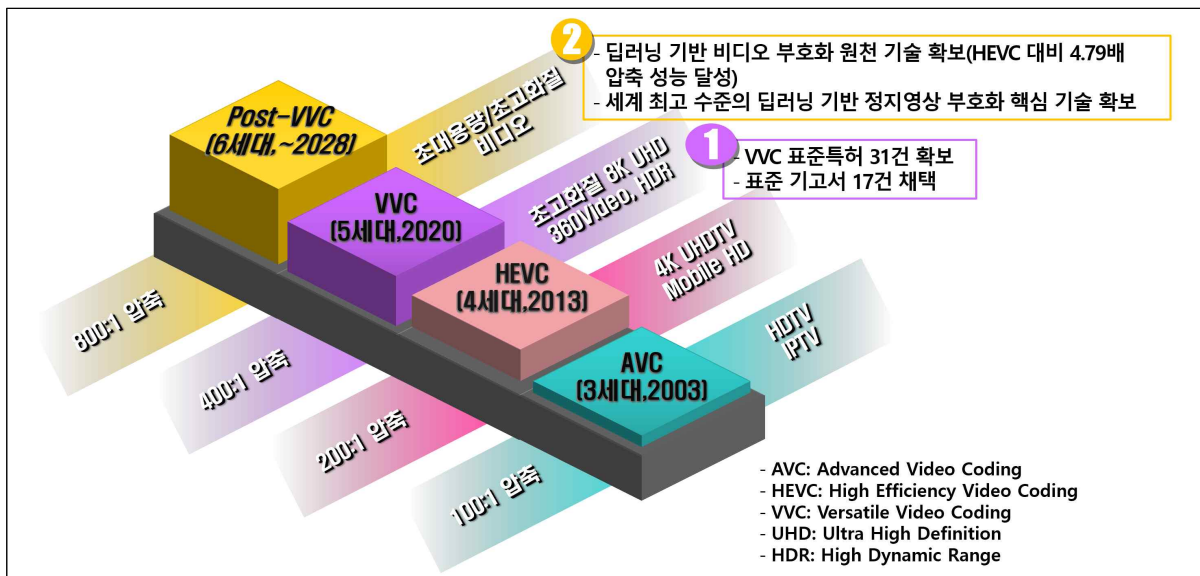 2
- 딥러닝 기반 비디오 부호화 원천 기술 확보(HEVC 대비 4.79배
압축 성능 달성)
- 세계 최고 수준의 딥러닝 기반 정지영상 부호화 핵심 기술 확보
1
- VVC 표준특허 31건 확보
- 표준 기고서 17건 채택
Post-VVC
(6세대,~2028)
초대용량/초고화질
비디오
800:1 압축
VVC
(5세대,2020)
초고화질 8K UHD
360Video, HDR
400:1 압축
HEVC
(4세대,2013)
4K UHDTV
Mobile HD
200:1 압축
AVC
(3세대,2003)
HDTV
IPTV
100:1 압축
- AVC: Advanced Video Coding
- HEVC: High Efficiency Video Coding
- VVC: Versatile Video Coding
- UHD: Ultra High Definition
- HDR: High Dynamic Range